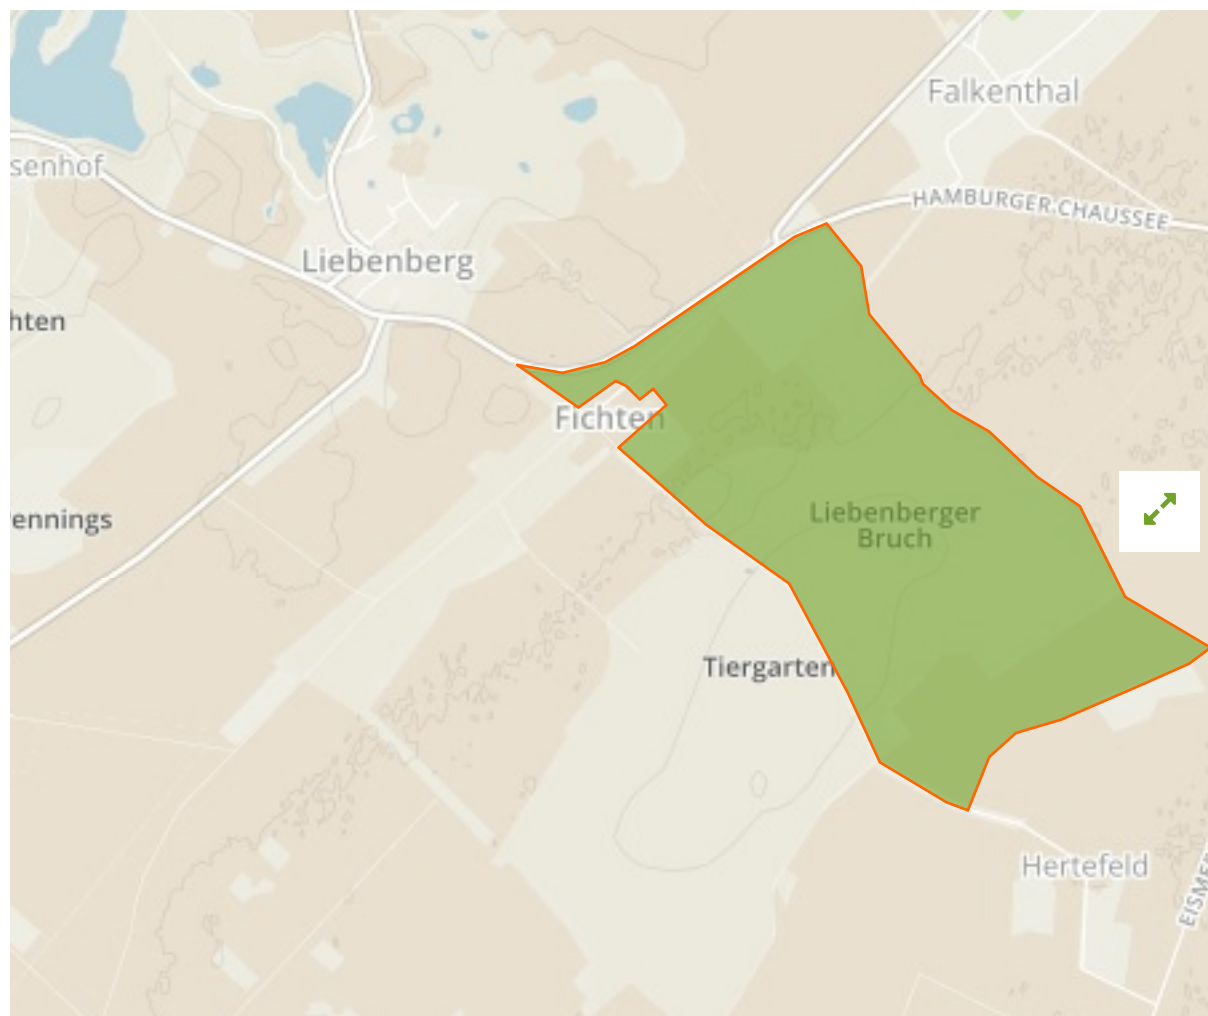 Falkenthal
senhof
HAMBURGER CHAUSSEE
Liebenberg
hten
Fichten
ennings
Liebenberger
Bruch
Tiergarten
Hertefeld
EISME